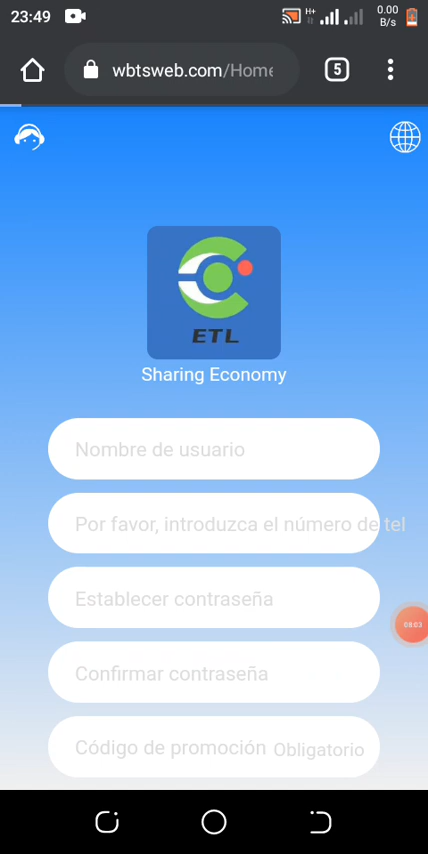 23:49
H+
0.00
B/s
wbtsweb.com/Home
5
ETL
Sharing Economy
Nombre de usuario
Por favor, introduzca el número de tel
Establecer contraseña
08:03
Confirmar contraseña
Código de promoción Obligatorio